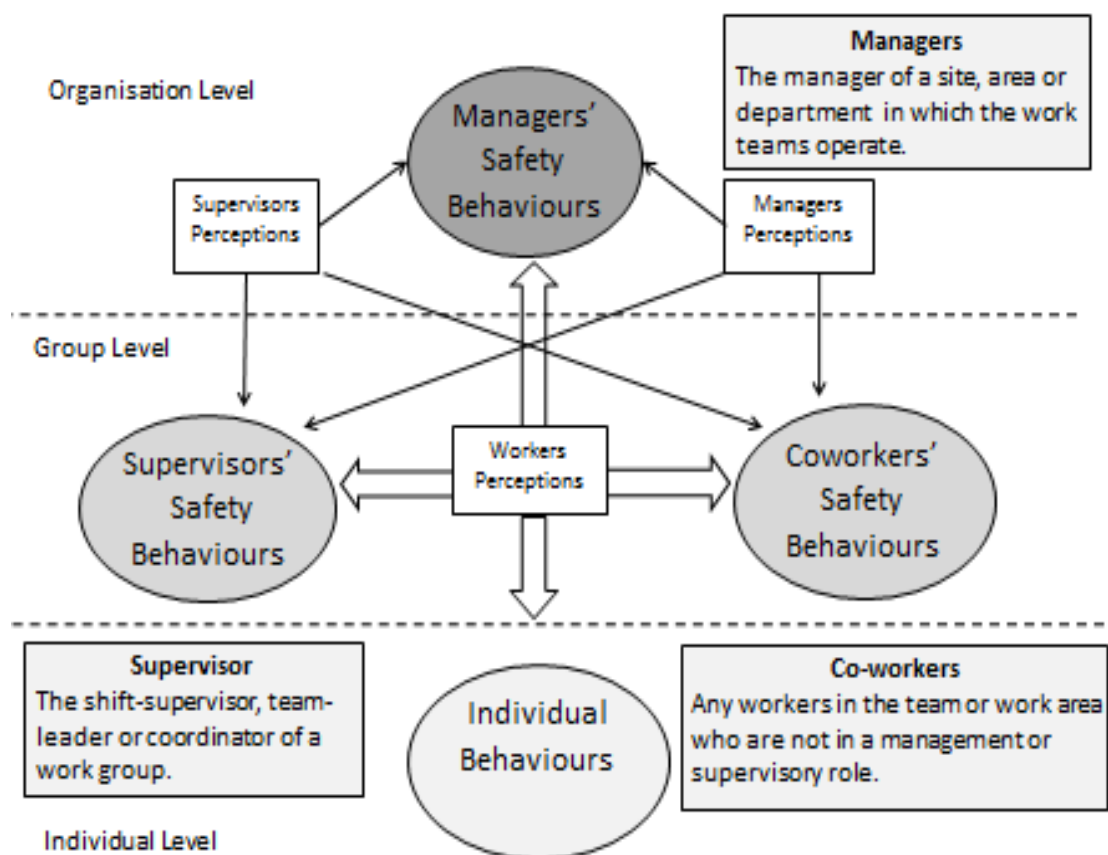 Managers
The manager of a site, area or
department in which the work
teams operate.
Organisation Level
Managers'
Safety
Behaviours
Supervisors
Perceptions
Managers
Perceptions
Group Level
Supervisors'
Safety
Behaviours
Workers
Perceptions
Coworkers'
Safety
Behaviours
Supervisor
The shift-supervisor, team-
leader or coordinator of a
work group.
Individual
Behaviours
Co-workers
Any workers in the team or work area
who are not in a management or
supervisory role.
Individual Level